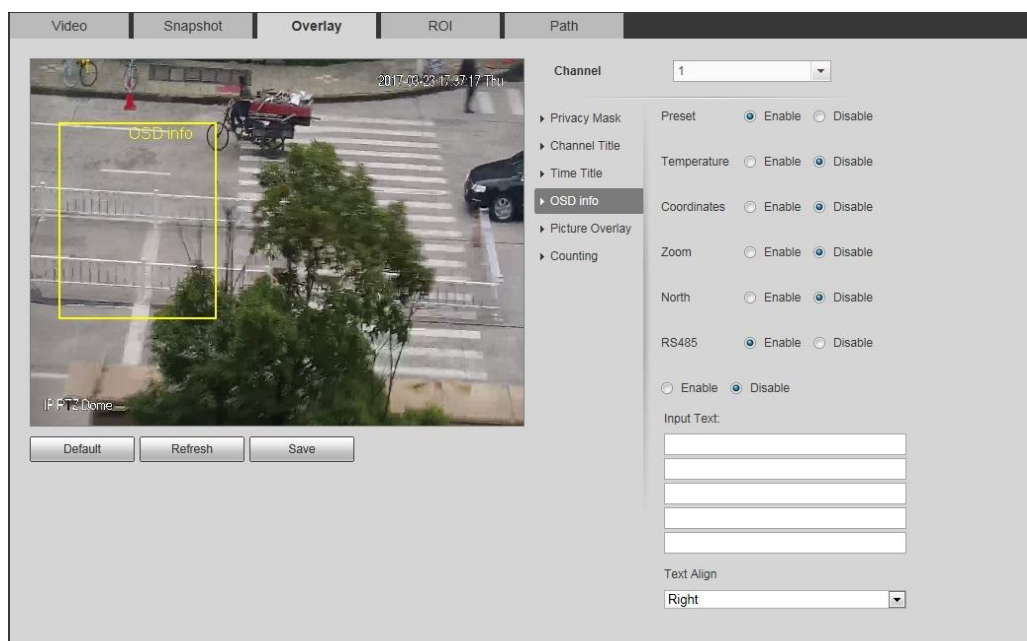 Video Snapshot Overlay ROI Path
2017-03-23 17:37:17 Thu
OSD info
IP PTZ Dome
Default Refresh Save
Channel 1
Privacy Mask
Channel Title
Time Title
OSD info
Picture Overlay
Counting
Preset Enable Disable
Temperature Enable Disable
Coordinates Enable Disable
Zoom Enable Disable
North Enable Disable
RS485 Enable Disable
Enable Disable
Input Text:
Text Align
Right